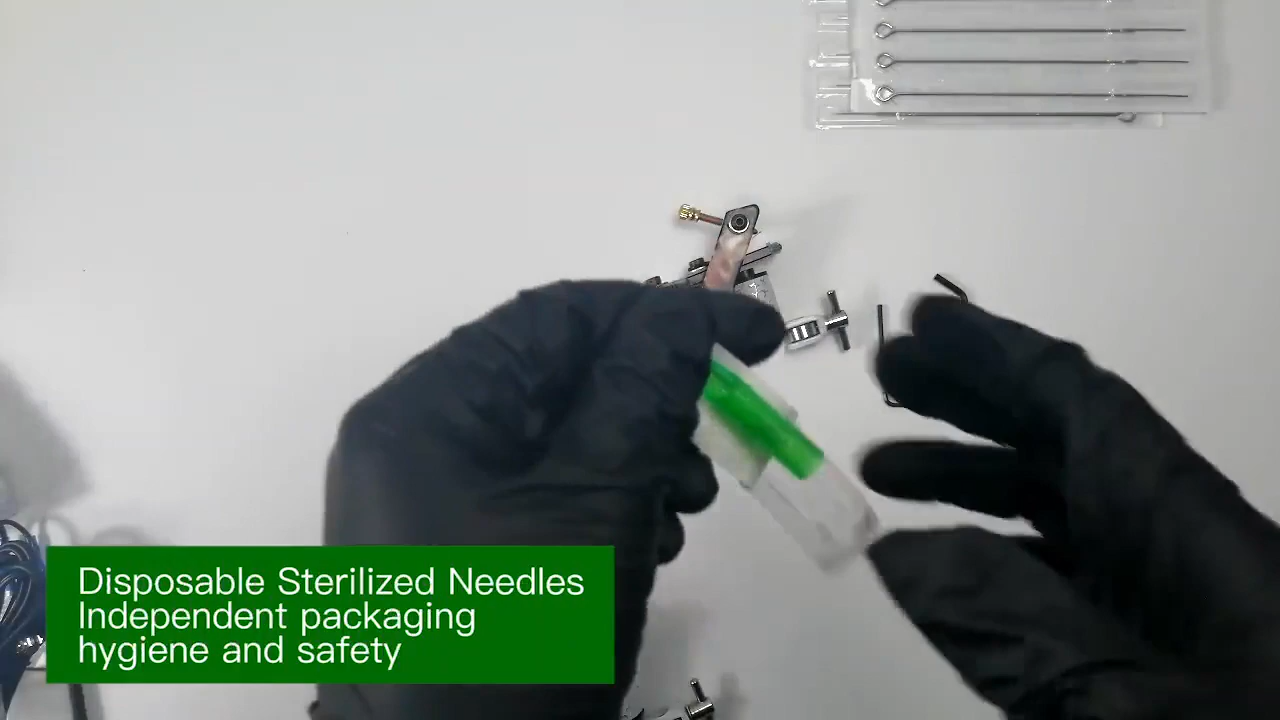 Disposable Sterilized Needles
Independent packaging
hygiene and safety